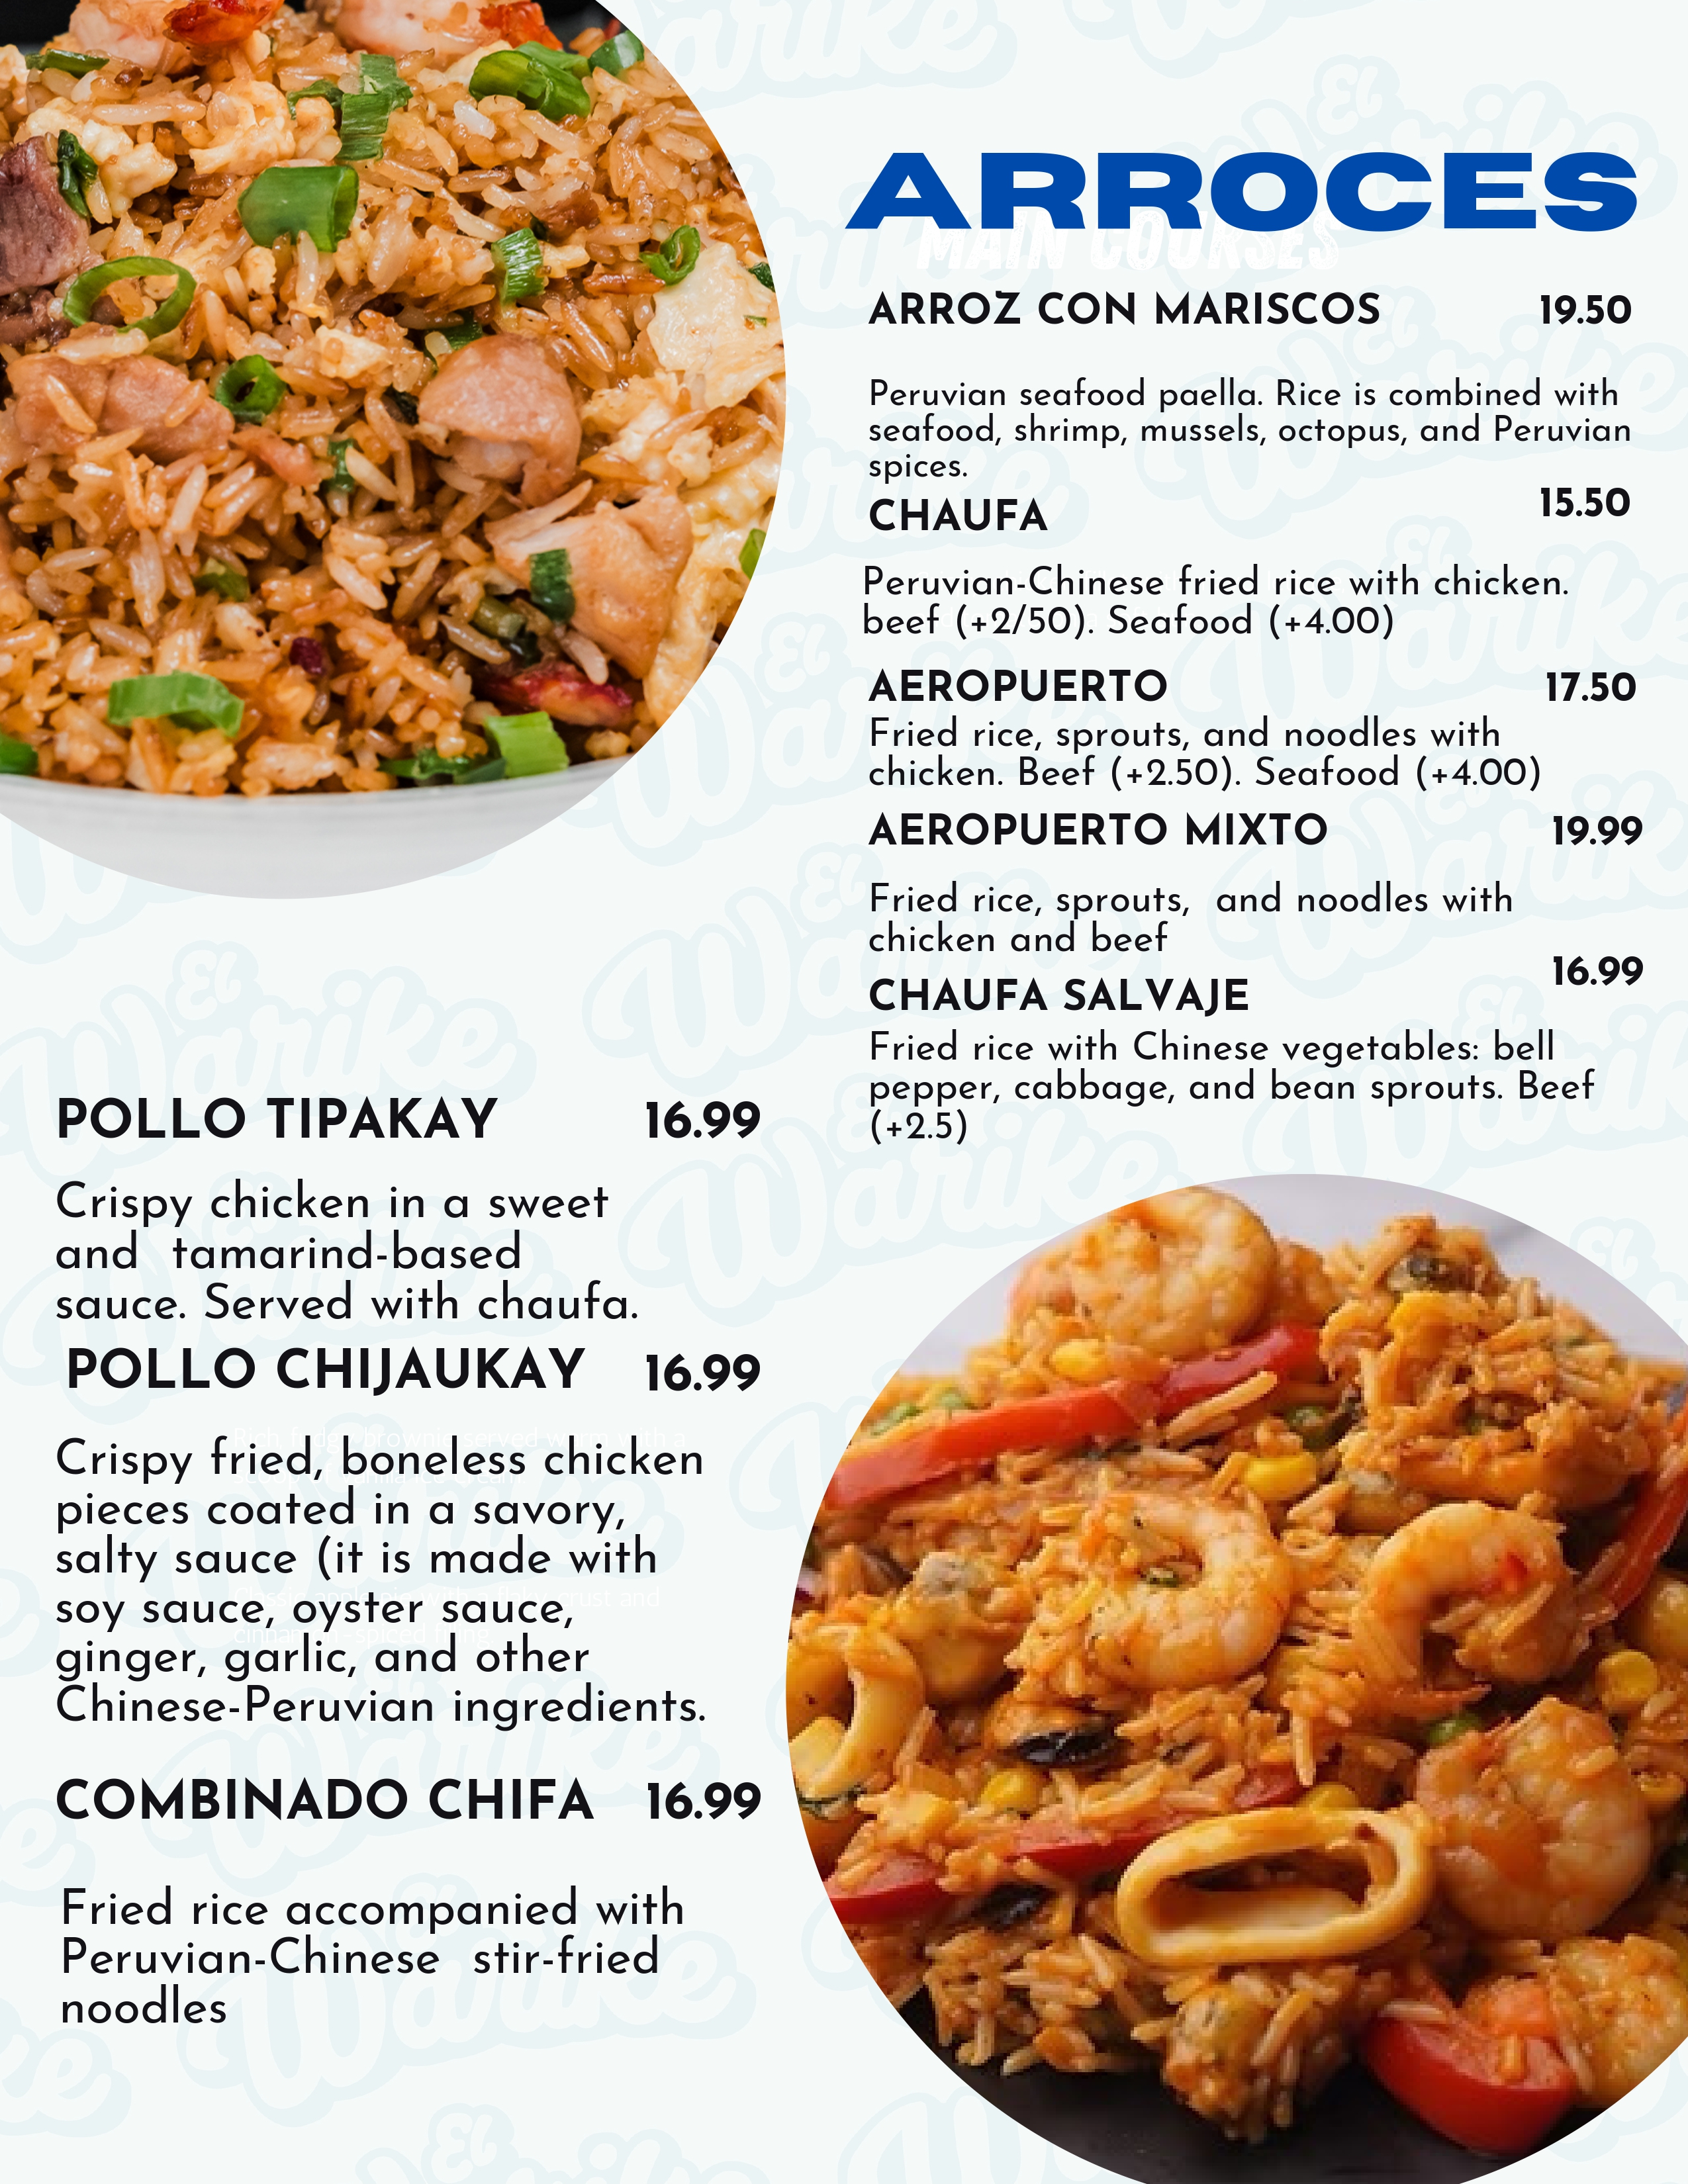 ARROCES
MAIN COURSES
ARROZ CON MARISCOS 19.50
Peruvian seafood paella. Rice is combined with
seafood, shrimp, mussels, octopus, and Peruvian
spices.
CHAUFA 15.50
Peruvian-Chinese fried rice with chicken.
beef (+2/50). Seafood (+4.00)
AEROPUERTO 17.50
Fried rice, sprouts, and noodles with
chicken. Beef (+2.50). Seafood (+4.00)
AEROPUERTO MIXTO 19.99
Fried rice, sprouts, and noodles with
chicken and beef
CHAUFA SALVAJE 16.99
Fried rice with Chinese vegetables: bell
pepper, cabbage, and bean sprouts. Beef
(+2.5)
POLLO TIPAKAY 16.99
Crispy chicken in a sweet
and tamarind-based
sauce. Served with chaufa.
POLLO CHIJAUKAY 16.99
Crispy fried, boneless chicken
pieces coated in a savory,
salty sauce (it is made with
soy sauce, oyster sauce,
ginger, garlic, and other
Chinese-Peruvian ingredients.
COMBINADO CHIFA 16.99
Fried rice accompanied with
Peruvian-Chinese stir-fried
noodles
El Warike